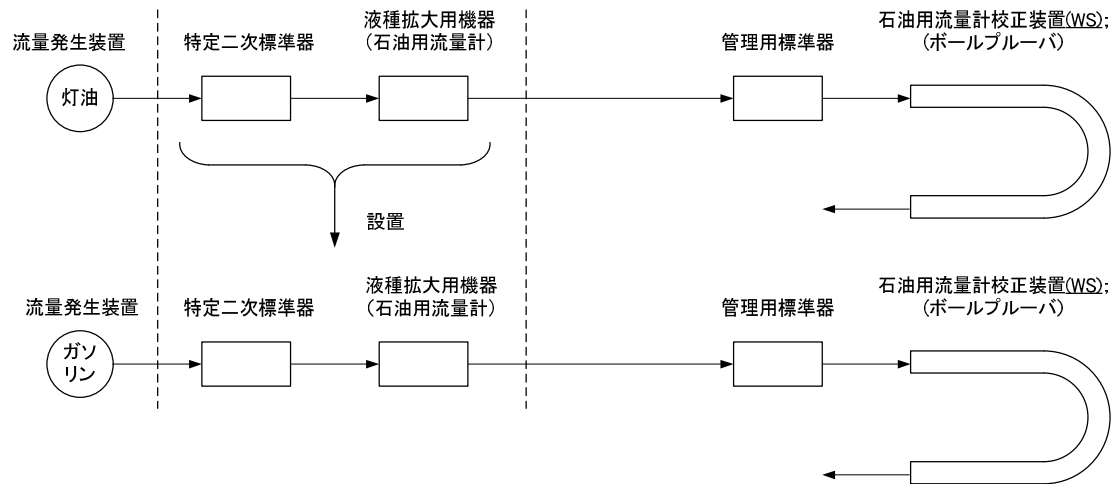 流量発生装置
特定二次標準器
液種拡大用機器
(石油用流量計)
管理用標準器
石油用流量計校正装置(WS);
(ボールプルーバ)
灯油
設置
流量発生装置
特定二次標準器
液種拡大用機器
(石油用流量計)
管理用標準器
石油用流量計校正装置(WS);
(ボールプルーバ)
ガソ
リン